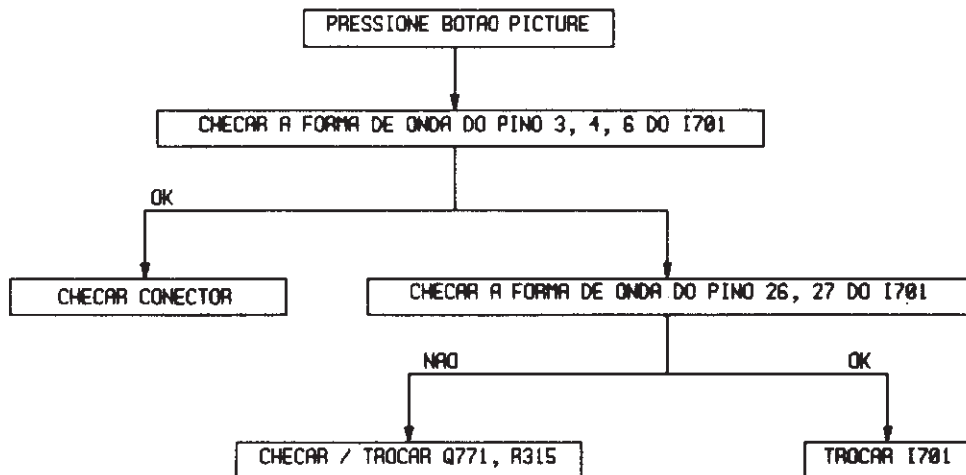 PRESSIONE BOTAO PICTURE
CHECAR A FORMA DE ONDA DO PINO 3, 4, 6 DO I701
OK
CHECAR CONECTOR
CHECAR A FORMA DE ONDA DO PINO 26, 27 DO I701
NAO
OK
CHECAR / TROCAR Q771, R315
TROCAR I701